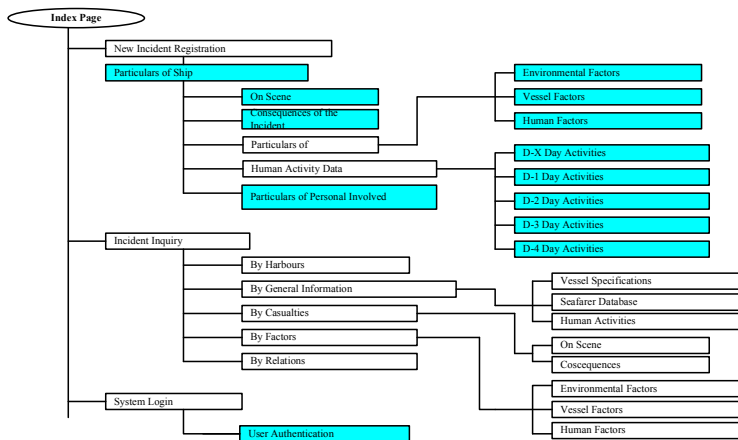 Index Page
New Incident Registration
Particulars of Ship
On Scene
Consequences of the
Incident
Particulars of
Human Activity Data
Particulars of Personal Involved
Environmental Factors
Vessel Factors
Human Factors
D-X Day Activities
D-1 Day Activities
D-2 Day Activities
D-3 Day Activities
D-4 Day Activities
Incident Inquiry
By Harbours
By General Information
By Casualties
By Factors
By Relations
Vessel Specifications
Seafarer Database
Human Activities
On Scene
Coscequences
Environmental Factors
Vessel Factors
Human Factors
System Login
User Authentication